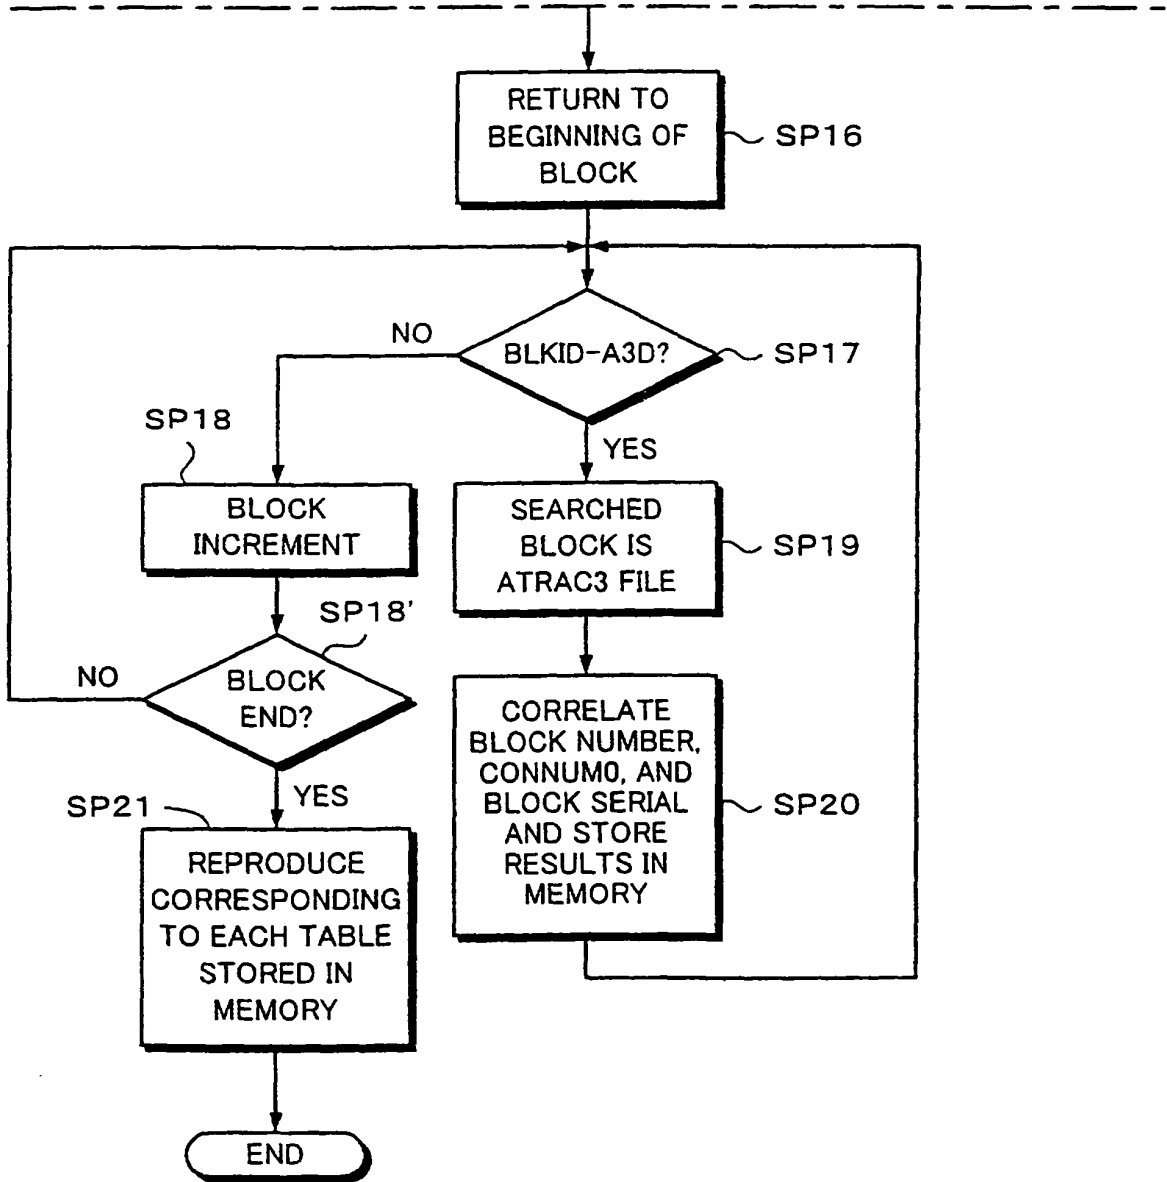 RETURN TO
BEGINNING OF
BLOCK
SP16
NO
BLKID-A3D?
SP17
SP18
YES
BLOCK
INCREMENT
SEARCHED
BLOCK IS
ATRAC3 FILE
SP19
SP18'
NO
BLOCK
END?
CORRELATE
BLOCK NUMBER,
CONNUM0, AND
BLOCK SERIAL
AND STORE
RESULTS IN
MEMORY
SP20
YES
SP21
REPRODUCE
CORRESPONDING
TO EACH TABLE
STORED IN
MEMORY
END